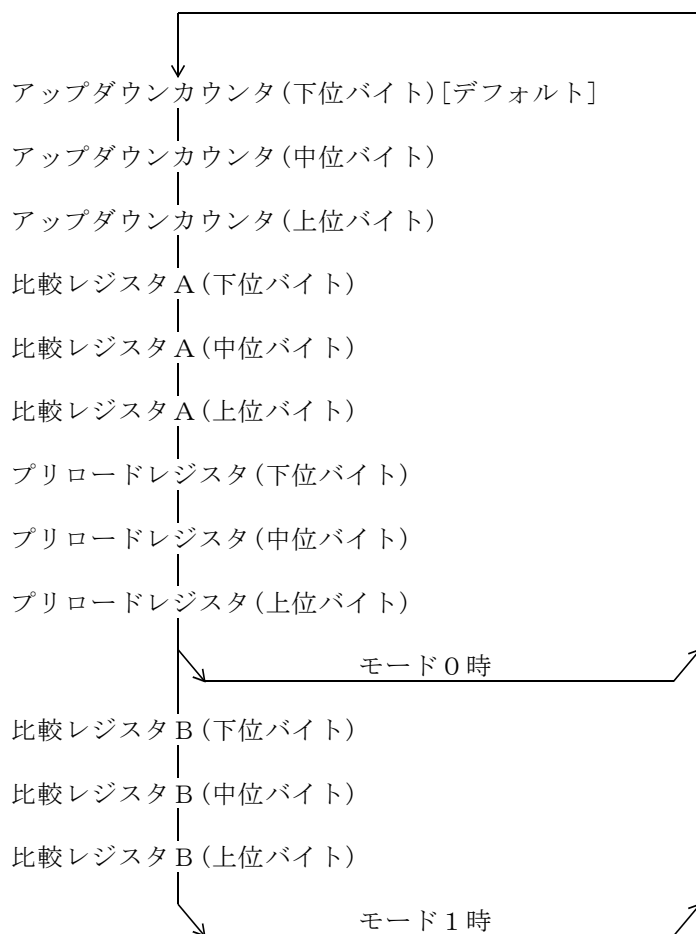 アップダウンカウンタ(下位バイト)[デフォルト]
アップダウンカウンタ(中位バイト)
アップダウンカウンタ(上位バイト)
比較レジスタA(下位バイト)
比較レジスタA(中位バイト)
比較レジスタA(上位バイト)
プリロードレジスタ(下位バイト)
プリロードレジスタ(中位バイト)
プリロードレジスタ(上位バイト)
モード0時
比較レジスタB(下位バイト)
比較レジスタB(中位バイト)
比較レジスタB(上位バイト)
モード1時